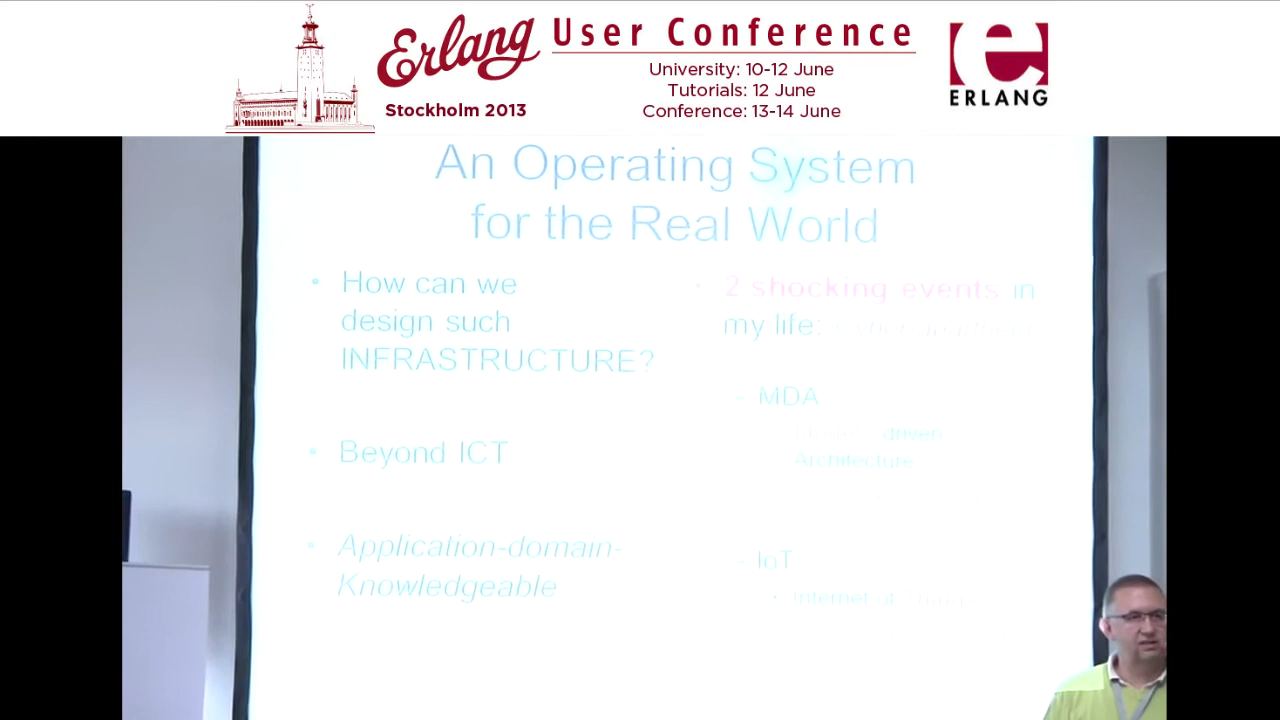 Erlang User Conference
Stockholm 2013
University: 10-12 June
Tutorials: 12 June
Conference: 13-14 June
ERLANG
An Operating System
for the Real World
• How can we
design such
INFRASTRUCTURE?
• Beyond ICT
• Application-domain-
Knowledgeable
• 2 shocking events in
my life:
– MDA
driven
Architecture
– IoT
• Internet of